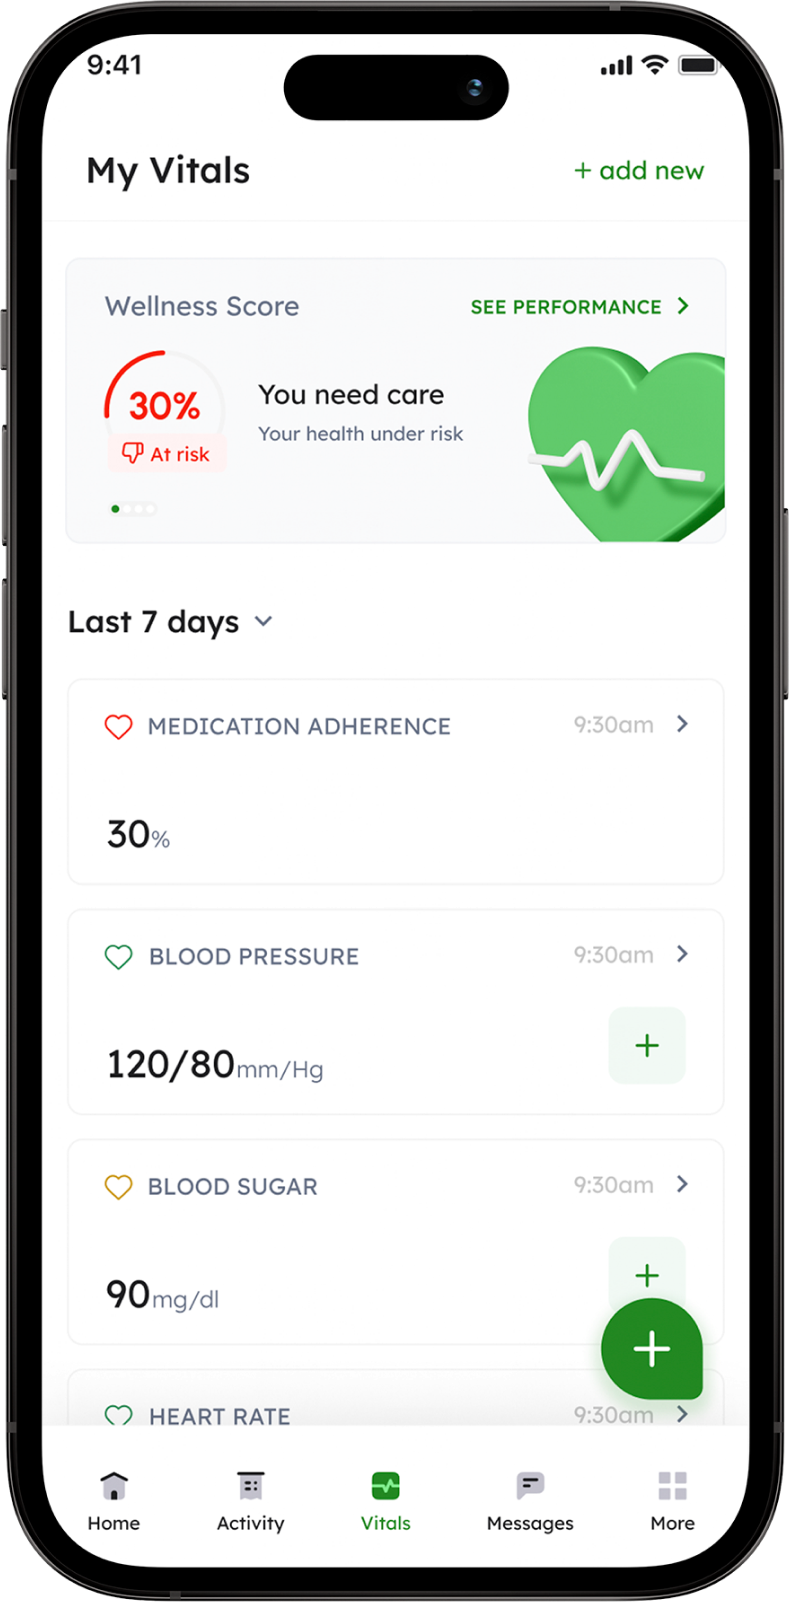 9:41
My Vitals
+ add new
Wellness Score
SEE PERFORMANCE
30%
At risk
You need care
Your health under risk
Last 7 days
MEDICATION ADHERENCE
9:30am
30%
BLOOD PRESSURE
9:30am
120/80mm/Hg
BLOOD SUGAR
9:30am
90mg/dl
HEART RATE
9:30am
Home
Activity
Vitals
Messages
More